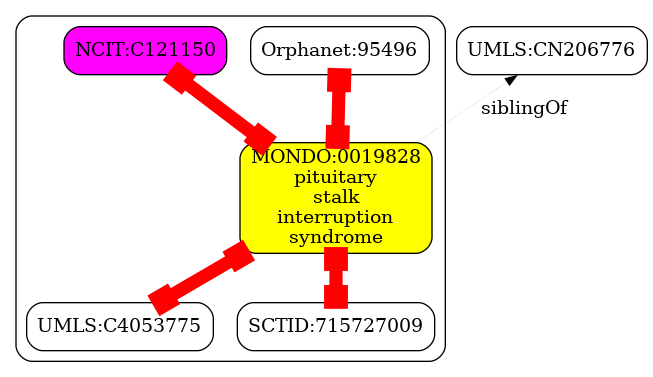 NCIT:C121150
Orphanet:95496
UMLS:CN206776
siblingOf
MONDO:0019828
pituitary
stalk
interruption
syndrome
UMLS:C4053775
SCTID:715727009